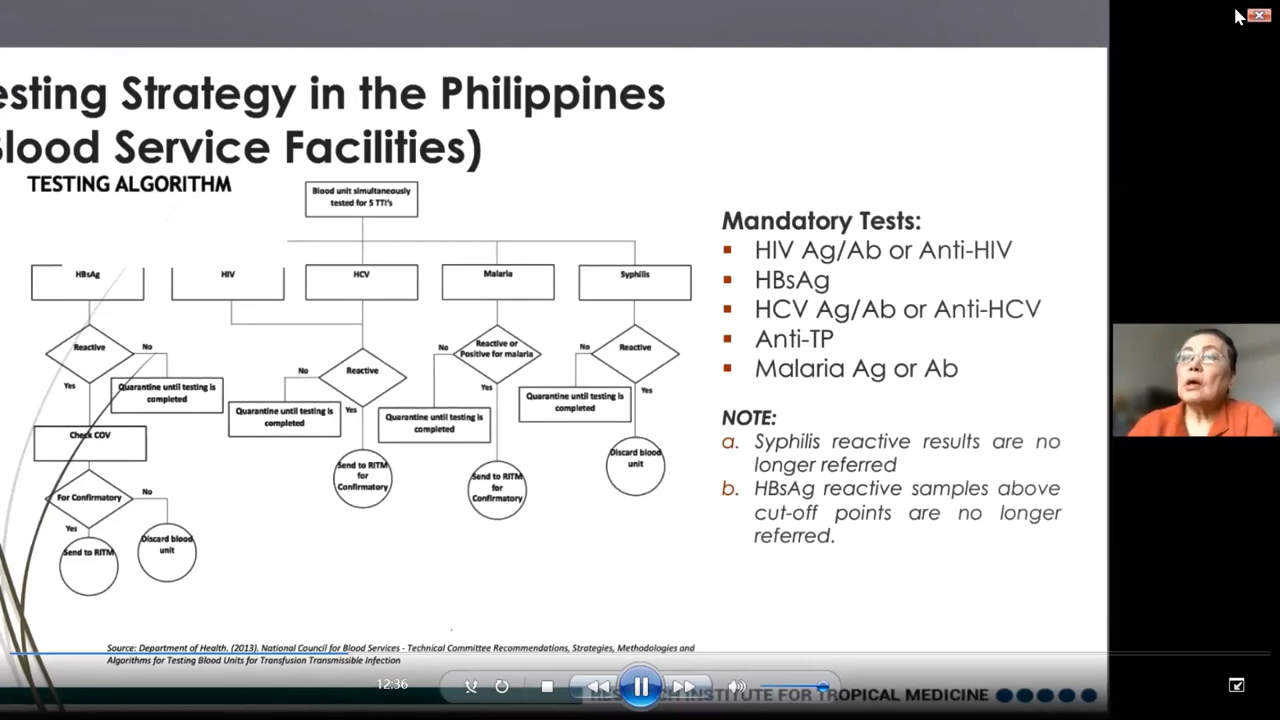 esting Strategy in the Philippines
Blood Service Facilities)
TESTING ALGORITHM
Blood unit simultaneously
tested for 5 TTI's
HBsAg
HIV
HCV
Malaria
Syphilis
Reactive
No
Yes
Quarantine until testing is
completed
Check COV
For Confirmatory
No
Yes
Send to RITM
Discard blood
unit
Reactive
No
Yes
Quarantine until testing is
completed
Send to RITM
for
Confirmatory
Reactive or
Positive for malaria
No
Yes
Quarantine until testing is
completed
Send to RITM
for
Confirmatory
Reactive
No
Yes
Quarantine until testing is
completed
Discard blood
unit
Mandatory Tests:
HIV Ag/Ab or Anti-HIV
HBsAg
HCV Ag/Ab or Anti-HCV
Anti-TP
Malaria Ag or Ab
NOTE:
a. Syphilis reactive results are no
longer referred
b. HBsAg reactive samples above
cut-off points are no longer
referred.
Source: Department of Health. (2013). National Council for Blood Services - Technical Committee Recommendations, Strategies, Methodologies and
Algorithms for Testing Blood Units for Transfusion Transmissible Infection
12:36
INSTITUTE FOR TROPICAL MEDICINE